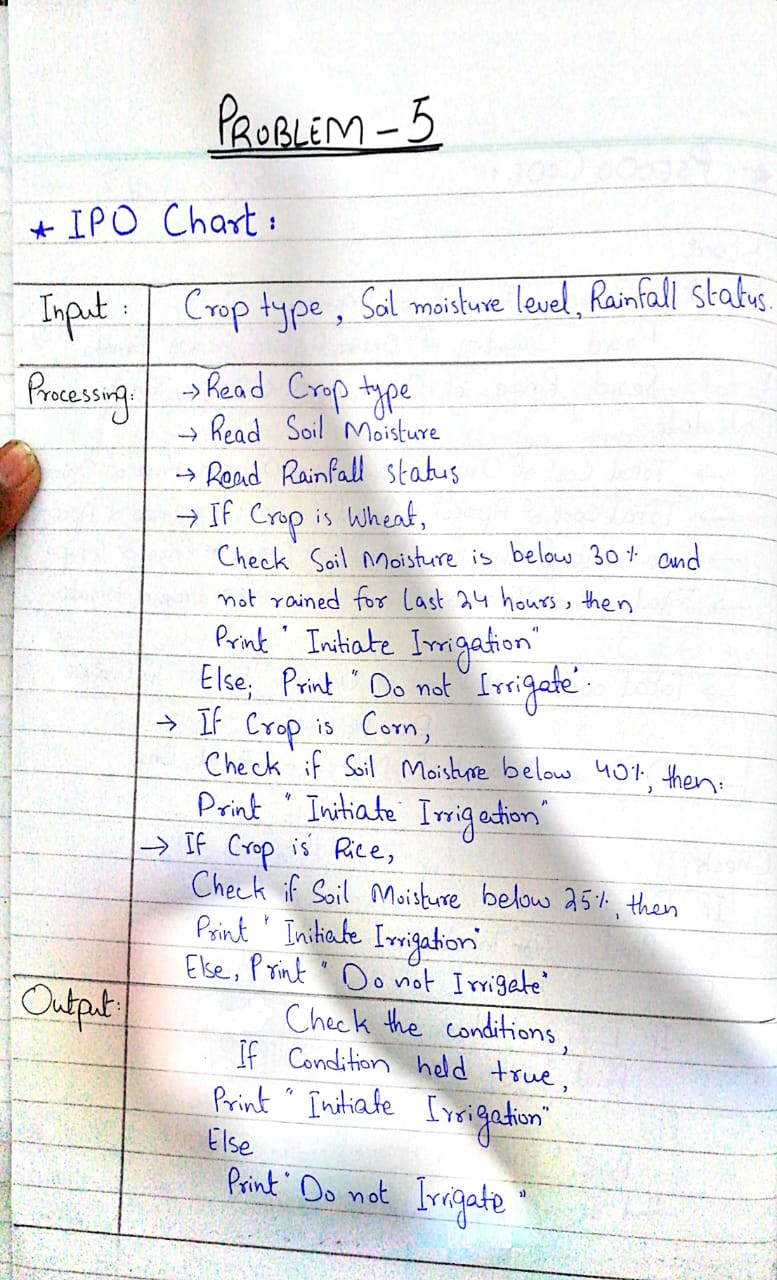 PROBLEM - 5
* IPO Chart:
Input : Crop type, Soil moisture level, Rainfall Status.
Processing: → Read Crop type
→ Read Soil Moisture
→ Read Rainfall status
→ If Crop is Wheat,
Check Soil Moisture is below 30% and
not rained for last 24 hours, then
Print " Initiate Irrigation"
Else; Print " Do not Irrigate".
→ If Crop is Corn,
Check if Soil Moisture below 40%, then:
Print " Initiate Irrigation"
→ If Crop is Rice,
Check if Soil Moisture below 25%, then
Print " Initiate Irrigation"
Else, Print " Do not Irrigate"
Output: Check the conditions,
If Condition held true,
Print " Initiate Irrigation"
Else
Print " Do not Irrigate "